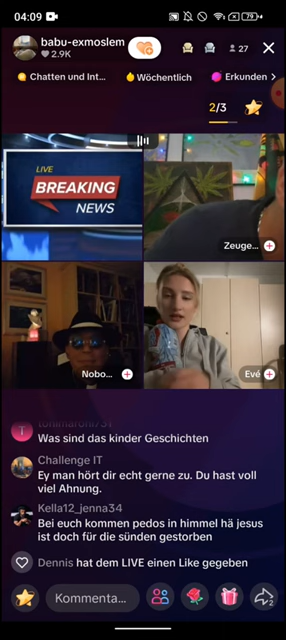 04:09
79
babu-exmoslem
2.9K
27
Chatten und Int...
Wöchentlich
Erkunden
2/3
LIVE
BREAKING
NEWS
Zeuge...
Nobo...
Evé
T
Was sind das kinder Geschichten
Challenge IT
Ey man hört dir echt gerne zu. Du hast voll
viel Ahnung.
Kella12_jenna34
Bei euch kommen pedos in himmel hä jesus
ist doch für die sünden gestorben
Dennis hat dem LIVE einen Like gegeben
Kommenta...
2